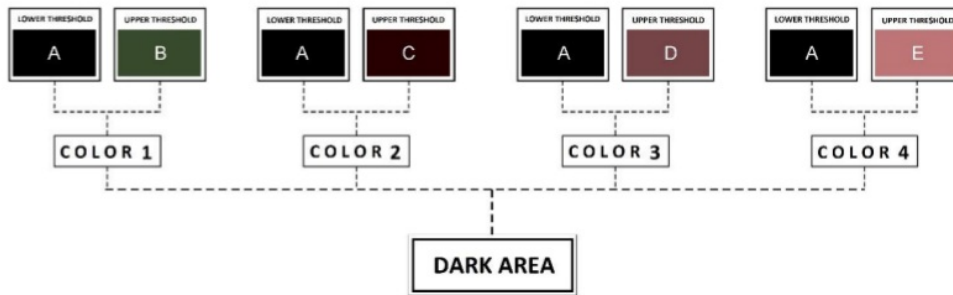 LOWER THRESHOLD UPPER THRESHOLD LOWER THRESHOLD UPPER THRESHOLD LOWER THRESHOLD UPPER THRESHOLD LOWER THRESHOLD UPPER THRESHOLD
A B A C A D A E
COLOR 1 COLOR 2 COLOR 3 COLOR 4
DARK AREA